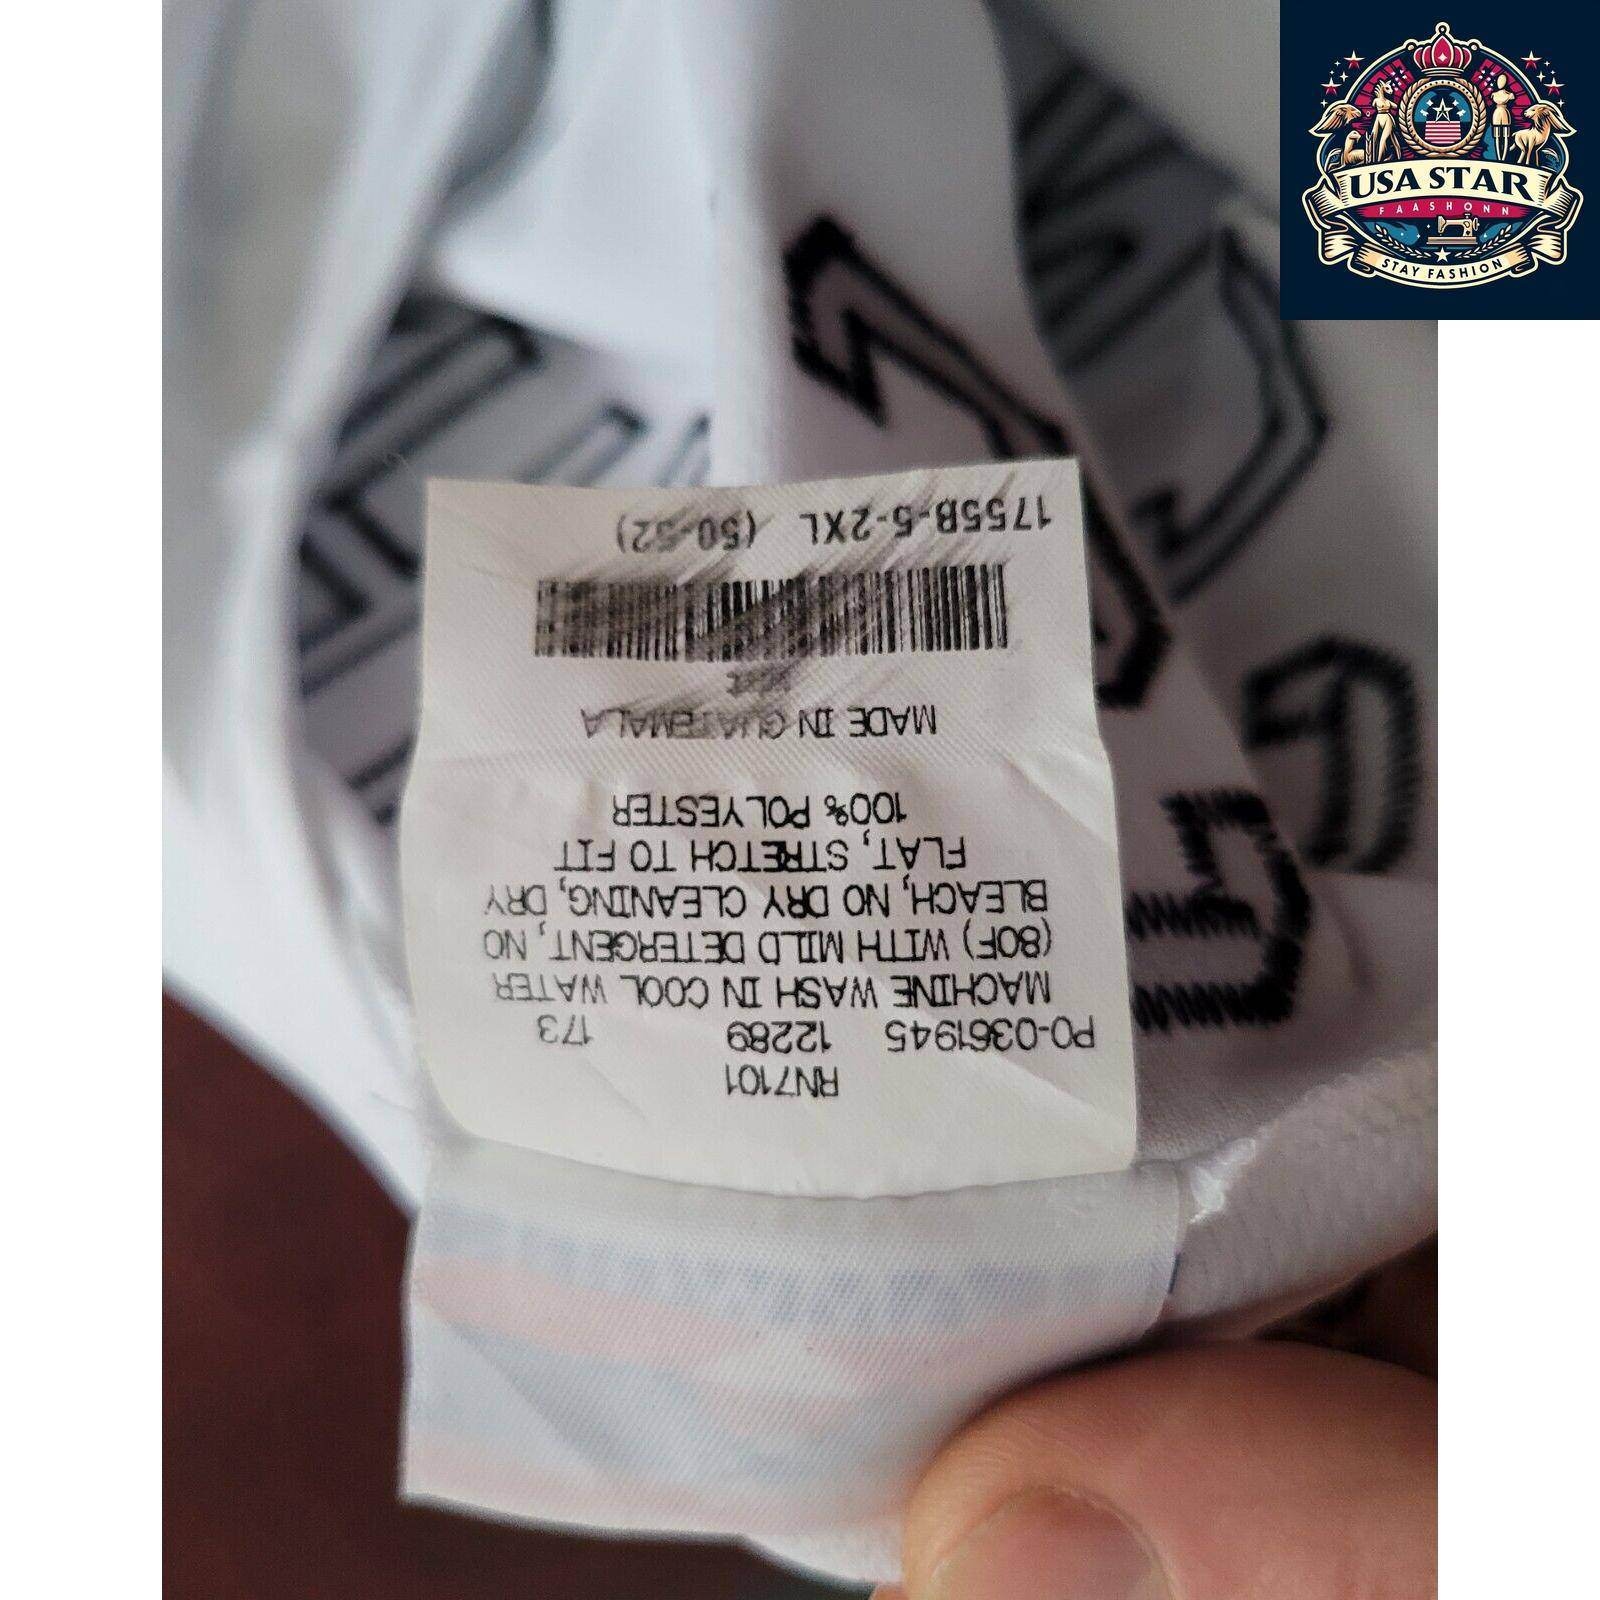 USA STAR
FAASHONN
STAY FASHION
RN7101
PO-0361945 12289 173
MACHINE WASH IN COOL WATER
(80F) WITH MILD DETERGENT, NO
BLEACH, NO DRY CLEANING, DRY
FLAT, STRETCH TO FIT
100% POLYESTER
MADE IN GUATEMALA
1755B-5-2XL (50-52)